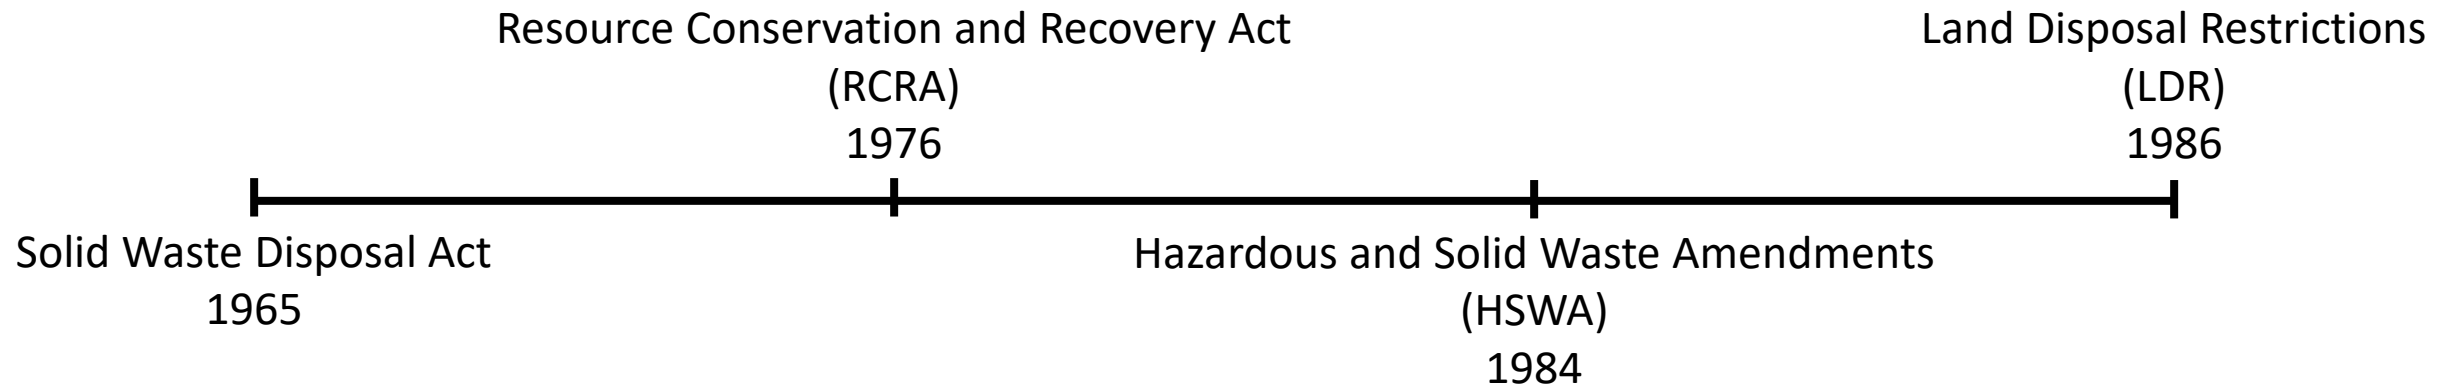 Resource Conservation and Recovery Act
(RCRA)
1976
Land Disposal Restrictions
(LDR)
1986
Solid Waste Disposal Act
1965
Hazardous and Solid Waste Amendments
(HSWA)
1984